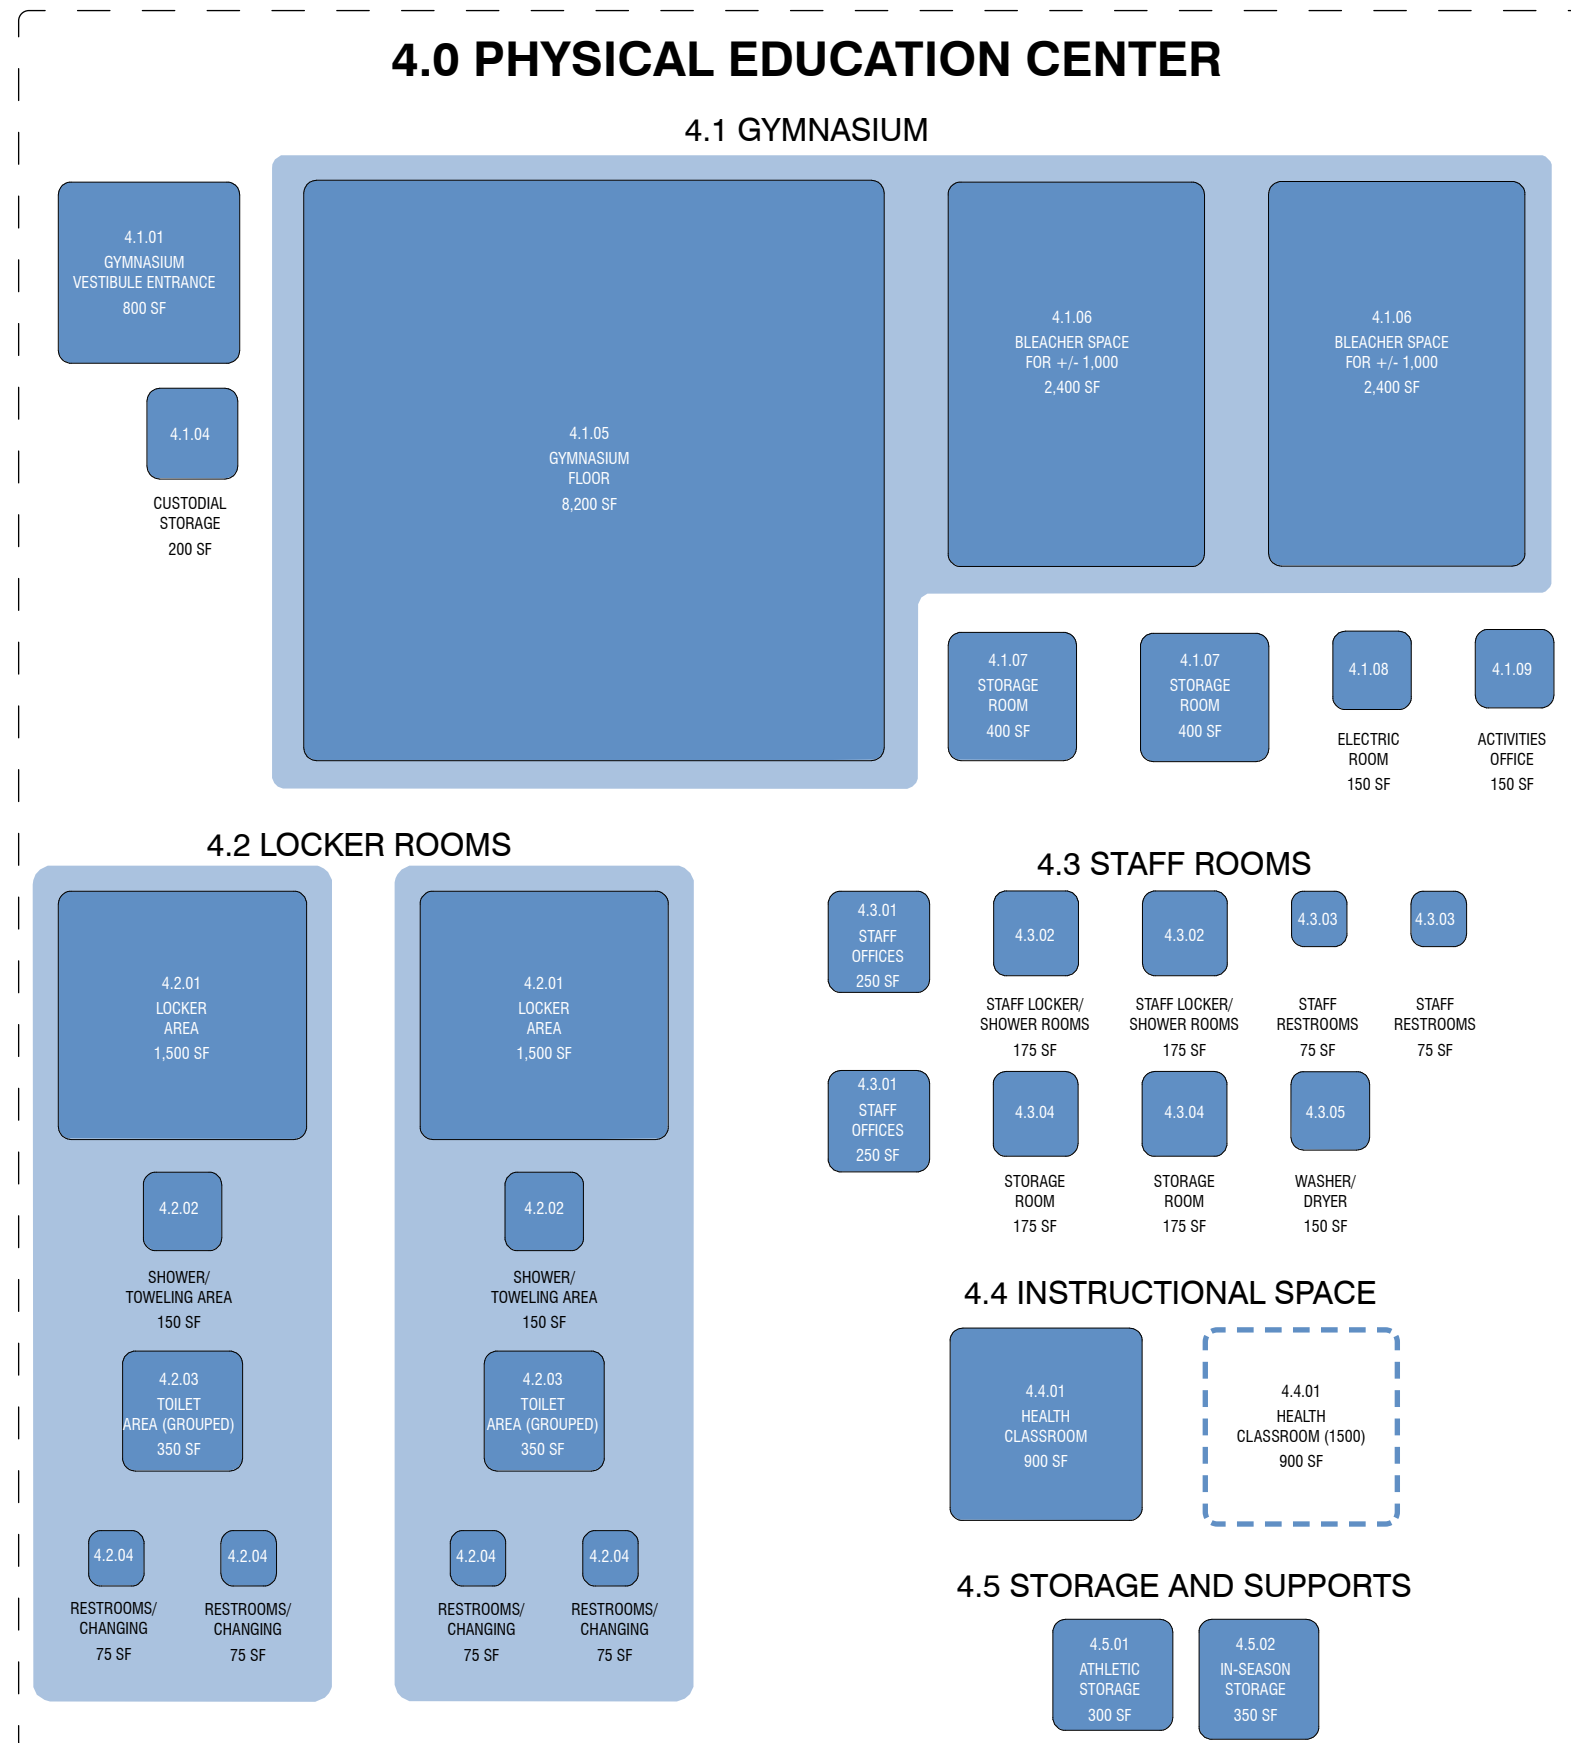 4.0 PHYSICAL EDUCATION CENTER
4.1 GYMNASIUM
4.1.01
GYMNASIUM
VESTIBULE ENTRANCE
800 SF
4.1.04
CUSTODIAL
STORAGE
200 SF
4.1.05
GYMNASIUM
FLOOR
8,200 SF
4.1.06
BLEACHER SPACE
FOR +/- 1,000
2,400 SF
4.1.06
BLEACHER SPACE
FOR +/- 1,000
2,400 SF
4.1.07
STORAGE
ROOM
400 SF
4.1.07
STORAGE
ROOM
400 SF
4.1.08
ELECTRIC
ROOM
150 SF
4.1.09
ACTIVITIES
OFFICE
150 SF
4.2 LOCKER ROOMS
4.2.01
LOCKER
AREA
1,500 SF
4.2.02
SHOWER/
TOWELING AREA
150 SF
4.2.03
TOILET
AREA (GROUPED)
350 SF
4.2.04
RESTROOMS/
CHANGING
75 SF
4.2.04
RESTROOMS/
CHANGING
75 SF
4.2.01
LOCKER
AREA
1,500 SF
4.2.02
SHOWER/
TOWELING AREA
150 SF
4.2.03
TOILET
AREA (GROUPED)
350 SF
4.2.04
RESTROOMS/
CHANGING
75 SF
4.2.04
RESTROOMS/
CHANGING
75 SF
4.3 STAFF ROOMS
4.3.01
STAFF
OFFICES
250 SF
4.3.02
STAFF LOCKER/
SHOWER ROOMS
175 SF
4.3.02
STAFF LOCKER/
SHOWER ROOMS
175 SF
4.3.03
STAFF
RESTROOMS
75 SF
4.3.03
STAFF
RESTROOMS
75 SF
4.3.01
STAFF
OFFICES
250 SF
4.3.04
STORAGE
ROOM
175 SF
4.3.04
STORAGE
ROOM
175 SF
4.3.05
WASHER/
DRYER
150 SF
4.4 INSTRUCTIONAL SPACE
4.4.01
HEALTH
CLASSROOM
900 SF
4.4.01
HEALTH
CLASSROOM (1500)
900 SF
4.5 STORAGE AND SUPPORTS
4.5.01
ATHLETIC
STORAGE
300 SF
4.5.02
IN-SEASON
STORAGE
350 SF